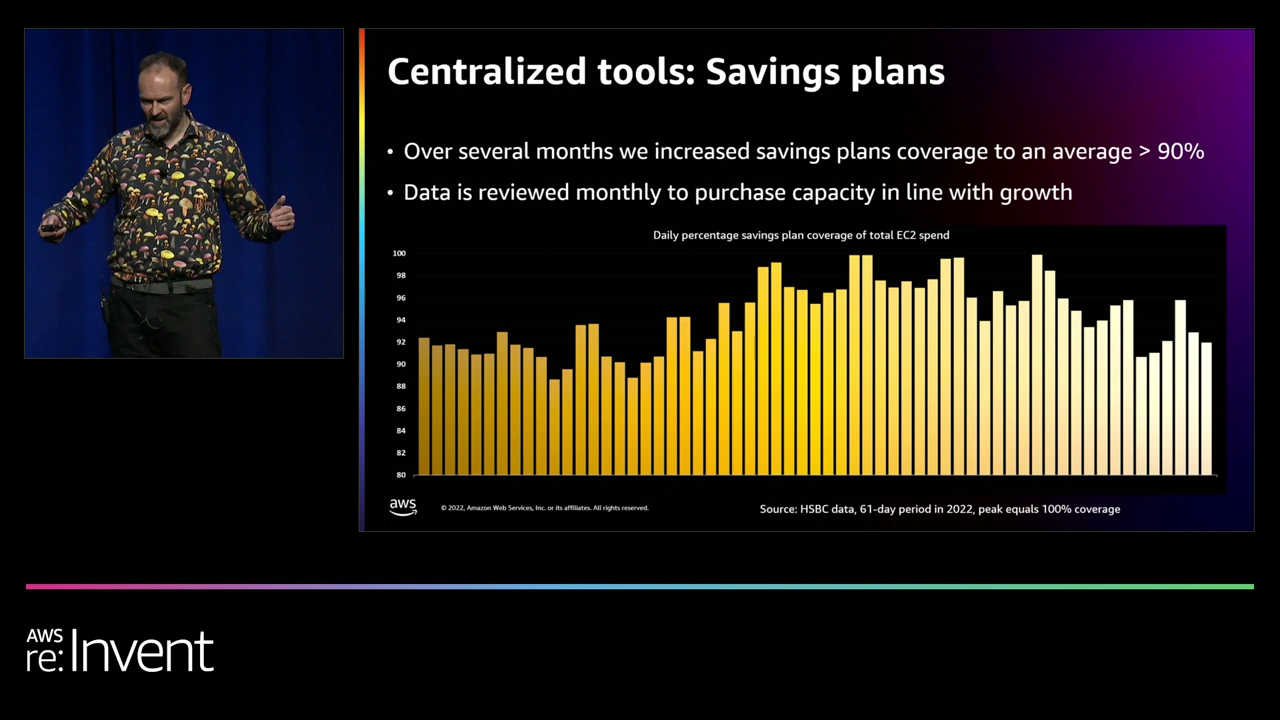 Centralized tools: Savings plans
• Over several months we increased savings plans coverage to an average > 90%
• Data is reviewed monthly to purchase capacity in line with growth
Daily percentage savings plan coverage of total EC2 spend
100
98
96
94
92
90
88
86
84
82
80
aws
© 2022, Amazon Web Services, Inc. or its affiliates. All rights reserved.
Source: HSBC data, 61-day period in 2022, peak equals 100% coverage
AWS
re:Invent